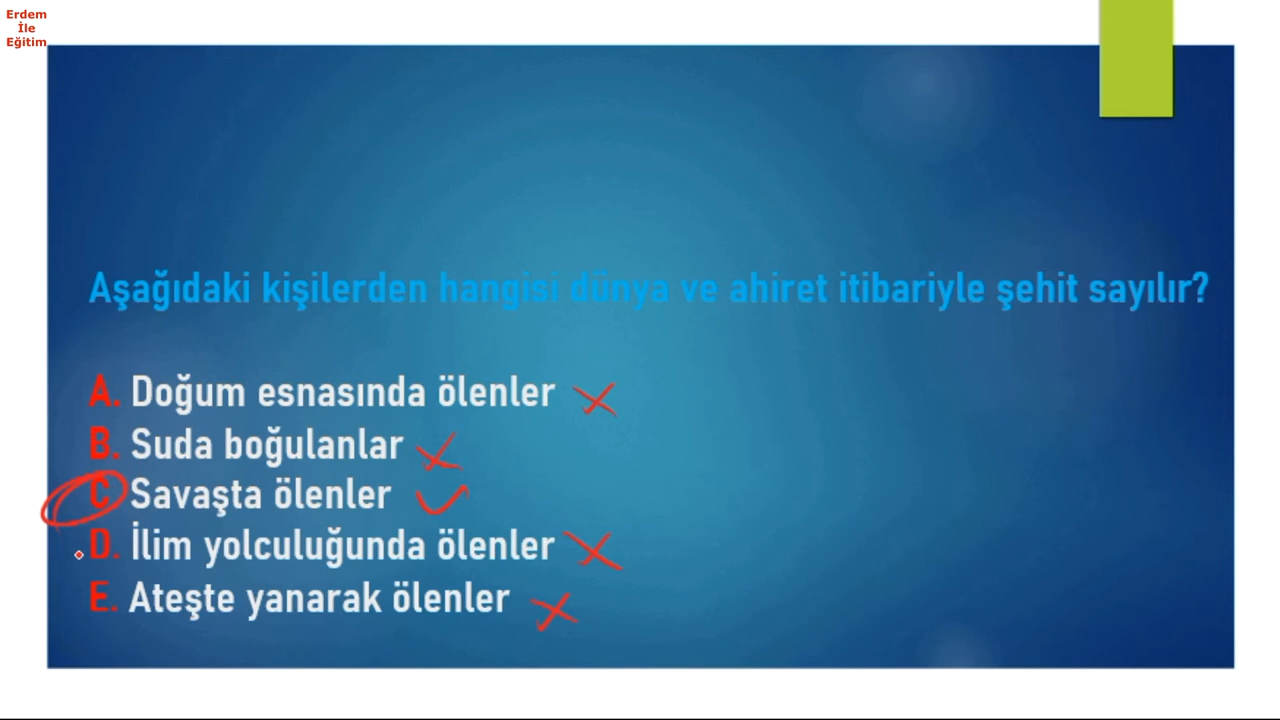 Erdem
İle
Eğitim
Aşağıdaki kişilerden hangisi dünya ve ahiret itibariyle şehit sayılır?
A. Doğum esnasında ölenler
B. Suda boğulanlar
C Savaşta ölenler
D. İlim yolculuğunda ölenler
E. Ateşte yanarak ölenler